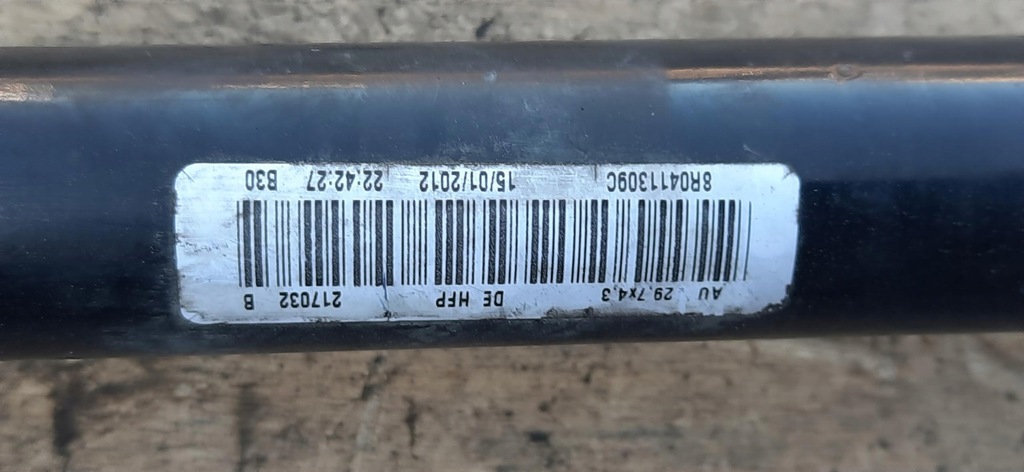 AU 29,7x4,3 DE HFP 217032 B
8R0411309C 15/01/2012 22:42:27 B30